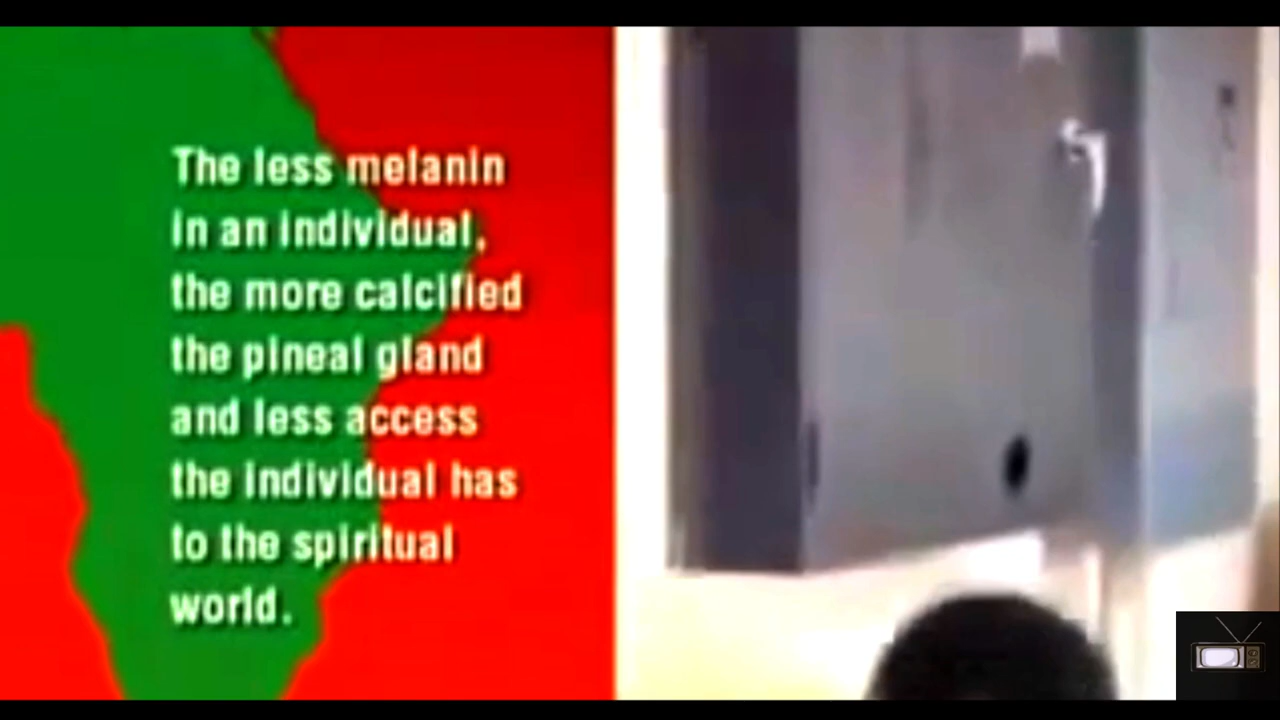 The less melanin
in an individual,
the more calcified
the pineal gland
and less access
the individual has
to the spiritual
world.